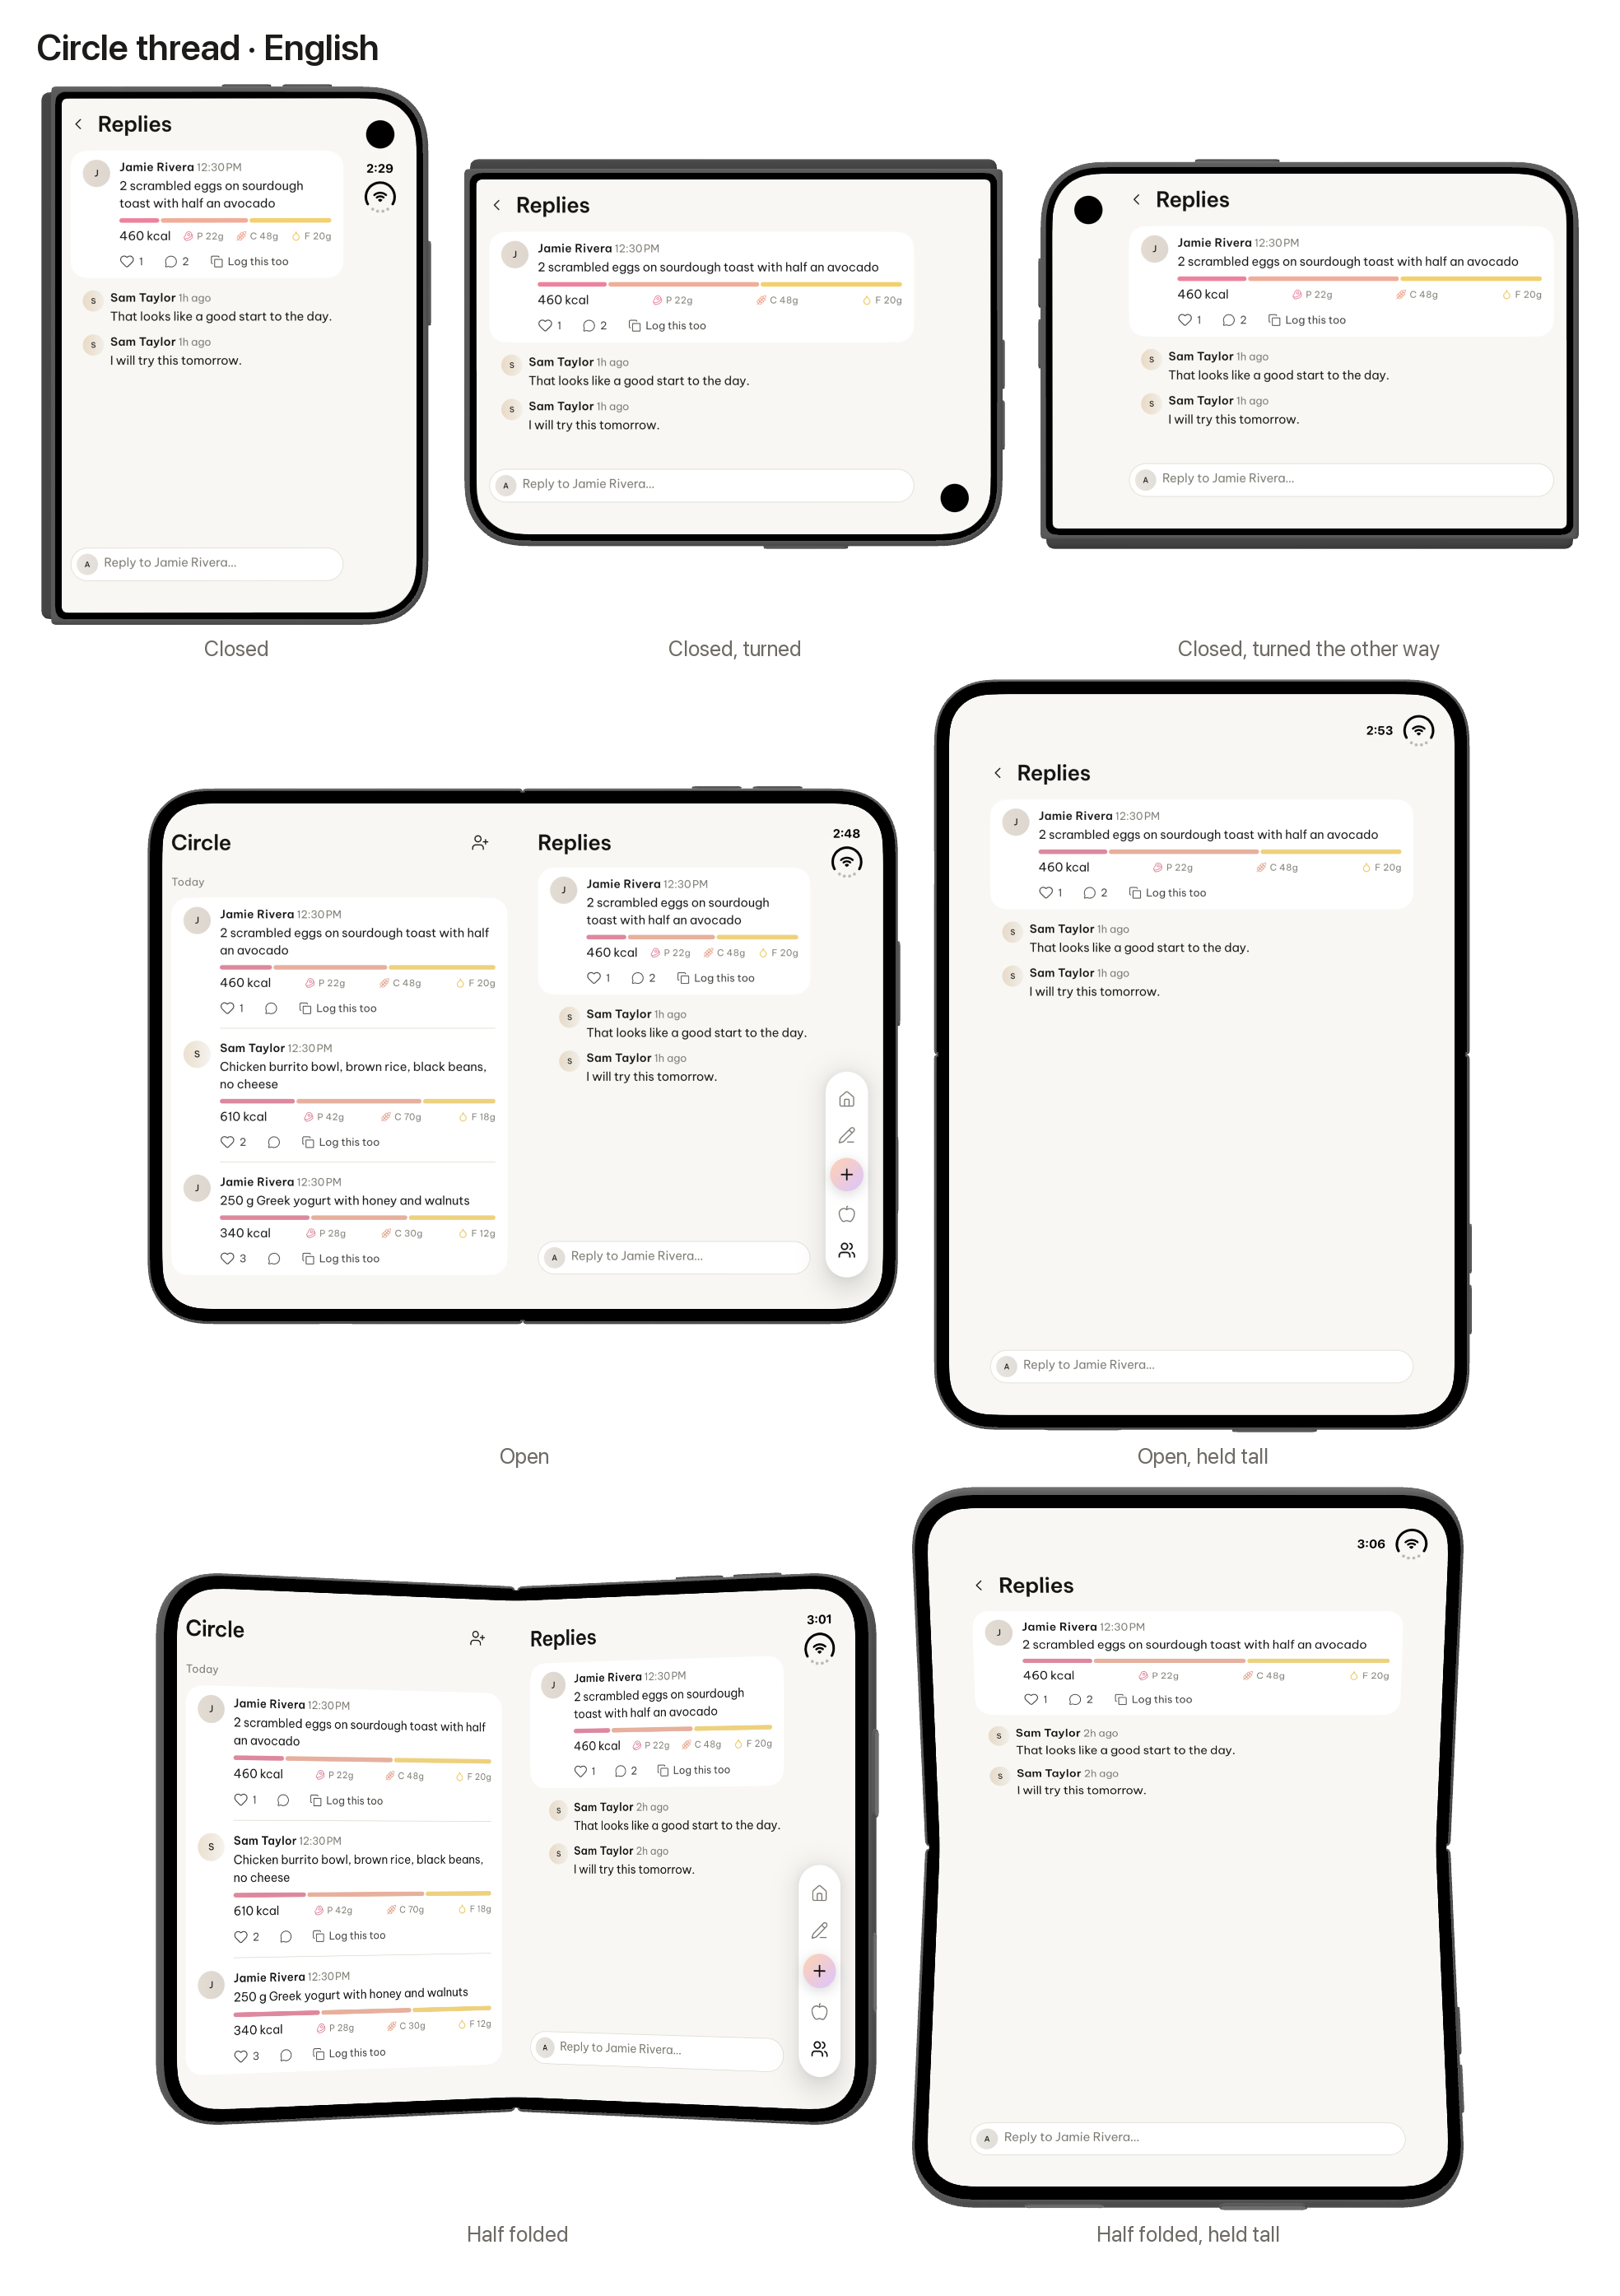 Circle thread · English
Replies
2:29
J
Jamie Rivera 12:30 PM
2 scrambled eggs on sourdough
toast with half an avocado
460 kcal P 22g C 48g F 20g
1 2 Log this too
S
Sam Taylor 1h ago
That looks like a good start to the day.
S
Sam Taylor 1h ago
I will try this tomorrow.
A
Reply to Jamie Rivera...
Closed
Replies
J
Jamie Rivera 12:30 PM
2 scrambled eggs on sourdough toast with half an avocado
460 kcal P 22g C 48g F 20g
1 2 Log this too
S
Sam Taylor 1h ago
That looks like a good start to the day.
S
Sam Taylor 1h ago
I will try this tomorrow.
A
Reply to Jamie Rivera...
Closed, turned
Replies
J
Jamie Rivera 12:30 PM
2 scrambled eggs on sourdough toast with half an avocado
460 kcal P 22g C 48g F 20g
1 2 Log this too
S
Sam Taylor 1h ago
That looks like a good start to the day.
S
Sam Taylor 1h ago
I will try this tomorrow.
A
Reply to Jamie Rivera...
Closed, turned the other way
Circle
Today
J
Jamie Rivera 12:30 PM
2 scrambled eggs on sourdough toast with half
an avocado
460 kcal P 22g C 48g F 20g
1 Log this too
S
Sam Taylor 12:30 PM
Chicken burrito bowl, brown rice, black beans,
no cheese
610 kcal P 42g C 70g F 18g
2 Log this too
J
Jamie Rivera 12:30 PM
250 g Greek yogurt with honey and walnuts
340 kcal P 28g C 30g F 12g
3 Log this too
Replies
2:48
J
Jamie Rivera 12:30 PM
2 scrambled eggs on sourdough
toast with half an avocado
460 kcal P 22g C 48g F 20g
1 2 Log this too
S
Sam Taylor 1h ago
That looks like a good start to the day.
S
Sam Taylor 1h ago
I will try this tomorrow.
A
Reply to Jamie Rivera...
Open
2:53
Replies
J
Jamie Rivera 12:30 PM
2 scrambled eggs on sourdough toast with half an avocado
460 kcal P 22g C 48g F 20g
1 2 Log this too
S
Sam Taylor 1h ago
That looks like a good start to the day.
S
Sam Taylor 1h ago
I will try this tomorrow.
A
Reply to Jamie Rivera...
Open, held tall
Circle
Today
J
Jamie Rivera 12:30 PM
2 scrambled eggs on sourdough toast with half
an avocado
460 kcal P 22g C 48g F 20g
1 Log this too
S
Sam Taylor 12:30 PM
Chicken burrito bowl, brown rice, black beans,
no cheese
610 kcal P 42g C 70g F 18g
2 Log this too
J
Jamie Rivera 12:30 PM
250 g Greek yogurt with honey and walnuts
340 kcal P 28g C 30g F 12g
3 Log this too
Replies
3:01
J
Jamie Rivera 12:30 PM
2 scrambled eggs on sourdough
toast with half an avocado
460 kcal P 22g C 48g F 20g
1 2 Log this too
S
Sam Taylor 2h ago
That looks like a good start to the day.
S
Sam Taylor 2h ago
I will try this tomorrow.
A
Reply to Jamie Rivera...
Half folded
3:06
Replies
J
Jamie Rivera 12:30 PM
2 scrambled eggs on sourdough toast with half an avocado
460 kcal P 22g C 48g F 20g
1 2 Log this too
S
Sam Taylor 2h ago
That looks like a good start to the day.
S
Sam Taylor 2h ago
I will try this tomorrow.
A
Reply to Jamie Rivera...
Half folded, held tall